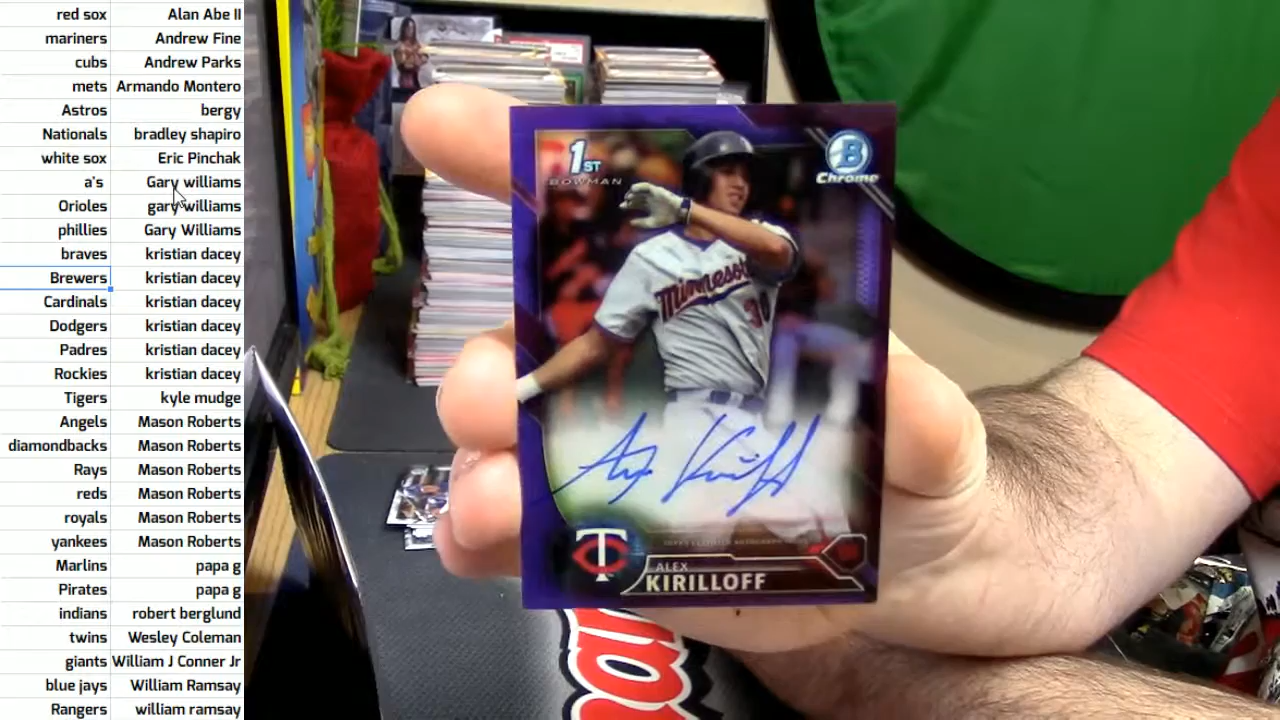 red sox Alan Abe II
mariners Andrew Fine
cubs Andrew Parks
mets Armando Montero
Astros bergy
Nationals bradley shapiro
white sox Eric Pinchak
a's Gary williams
Orioles gary williams
phillies Gary Williams
braves kristian dacey
Brewers kristian dacey
Cardinals kristian dacey
Dodgers kristian dacey
Padres kristian dacey
Rockies kristian dacey
Tigers kyle mudge
Angels Mason Roberts
diamondbacks Mason Roberts
Rays Mason Roberts
reds Mason Roberts
royals Mason Roberts
yankees Mason Roberts
Marlins papa g
Pirates papa g
indians robert berglund
twins Wesley Coleman
giants William J Conner Jr
blue jays William Ramsay
Rangers william ramsay
1ST
BOWMAN
B
Chrome
Minnesota
30
Alex Kirilloff
TC
ALEX
KIRILLOFF